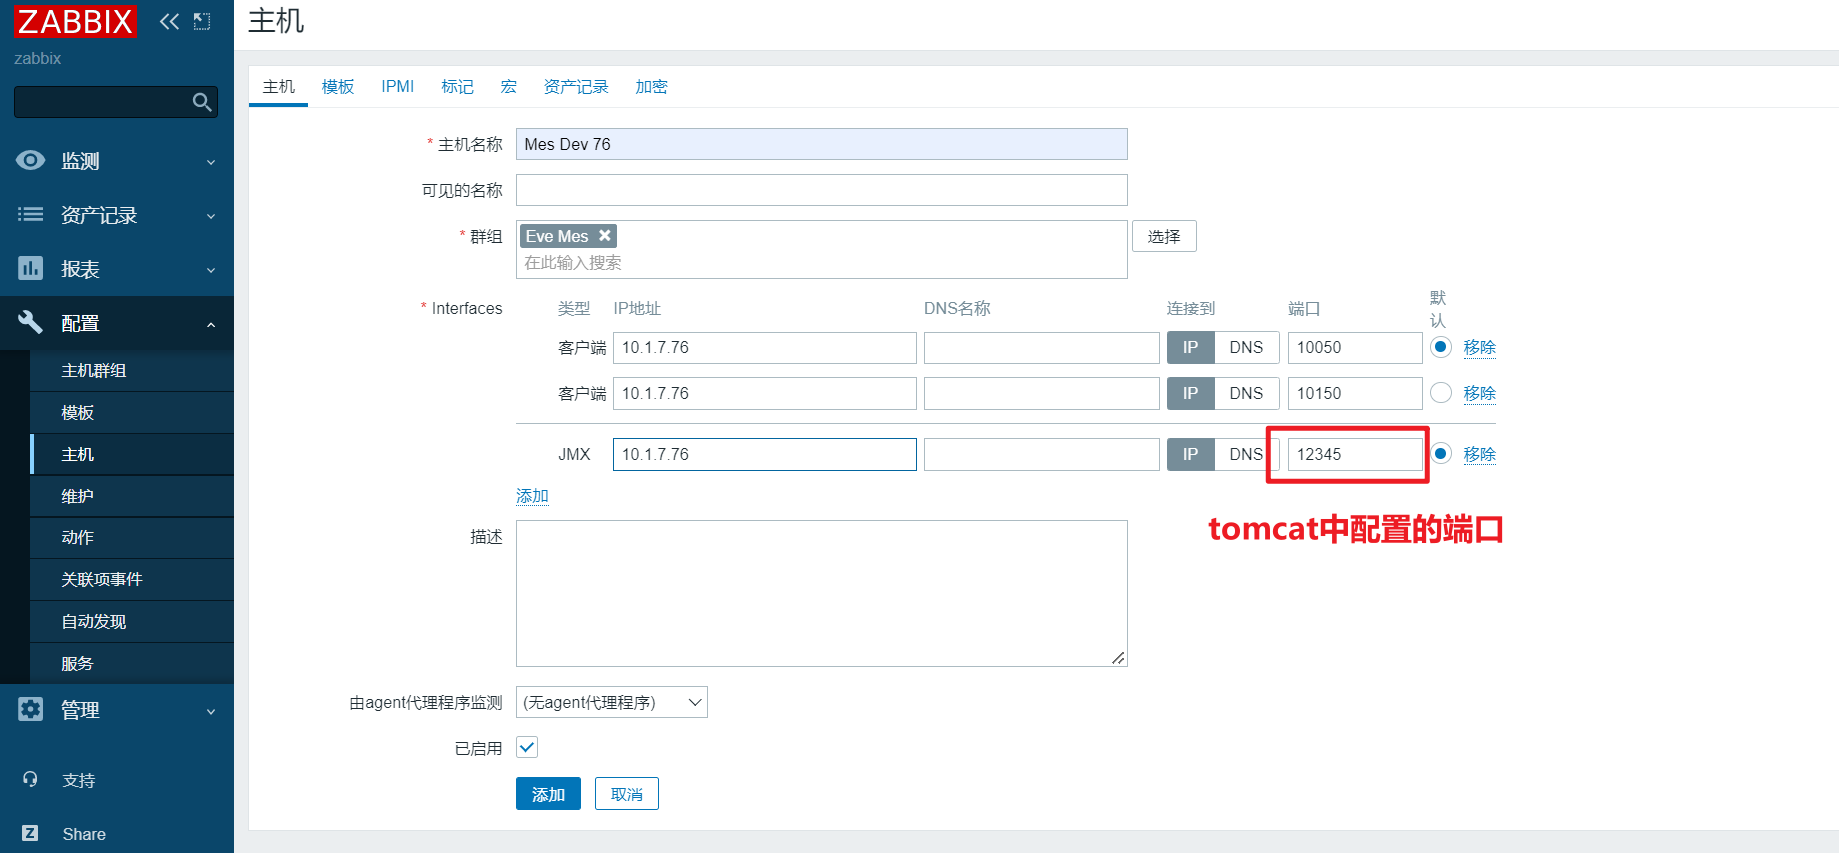 ZABBIX
zabbix
监测
资产记录
报表
配置
主机群组
模板
主机
维护
动作
关联项事件
自动发现
服务
管理
支持
Share
主机
主机 模板 IPMI 标记 宏 资产记录 加密
* 主机名称 Mes Dev 76
可见的名称
* 群组 Eve Mes 选择
在此输入搜索
* Interfaces 类型 IP地址 DNS名称 连接到 端口 默认
客户端 10.1.7.76 IP DNS 10050 移除
客户端 10.1.7.76 IP DNS 10150 移除
JMX 10.1.7.76 IP DNS 12345 移除
添加
tomcat中配置的端口
描述
由agent代理程序监测 (无agent代理程序)
已启用
添加 取消